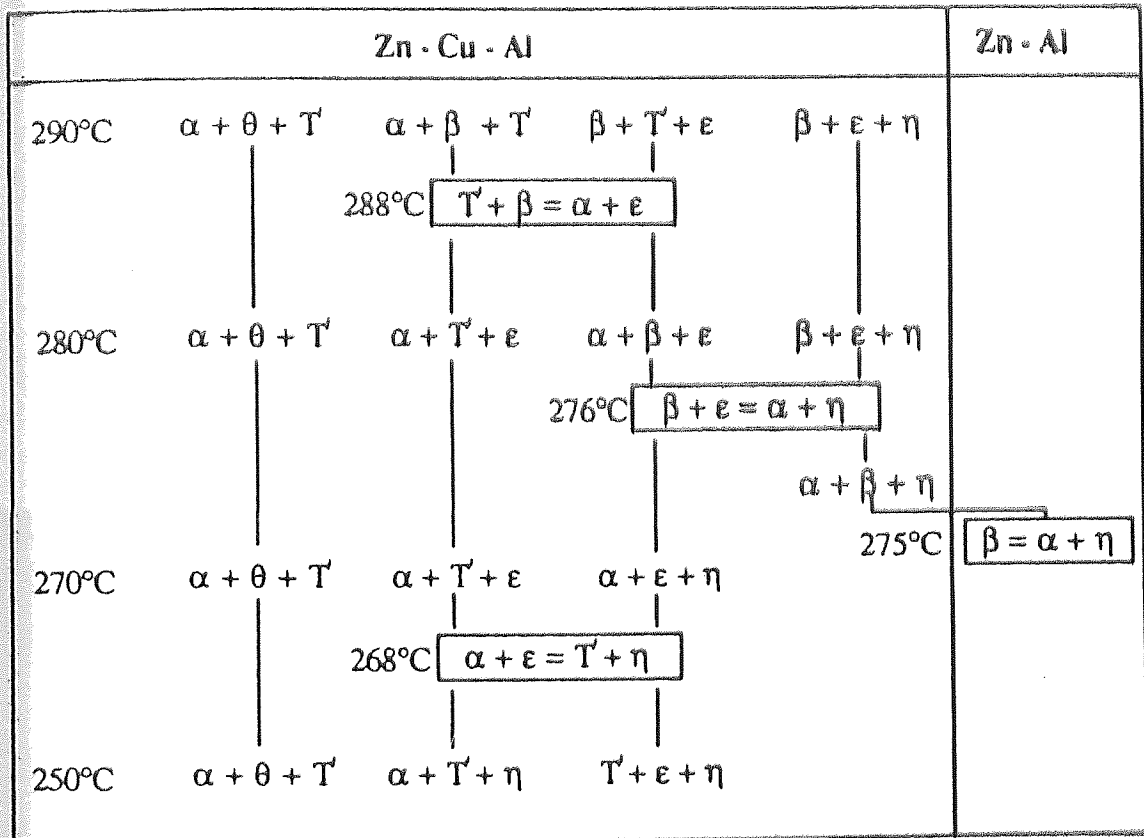 Zn - Cu - Al Zn - Al
290°C α + θ + T' α + β + T' β + T' + ε β + ε + η
288°C T' + β = α + ε
280°C α + θ + T' α + T' + ε α + β + ε β + ε + η
276°C β + ε = α + η
α + β + η
275°C β = α + η
270°C α + θ + T' α + T' + ε α + ε + η
268°C α + ε = T' + η
250°C α + θ + T' α + T' + η T' + ε + η